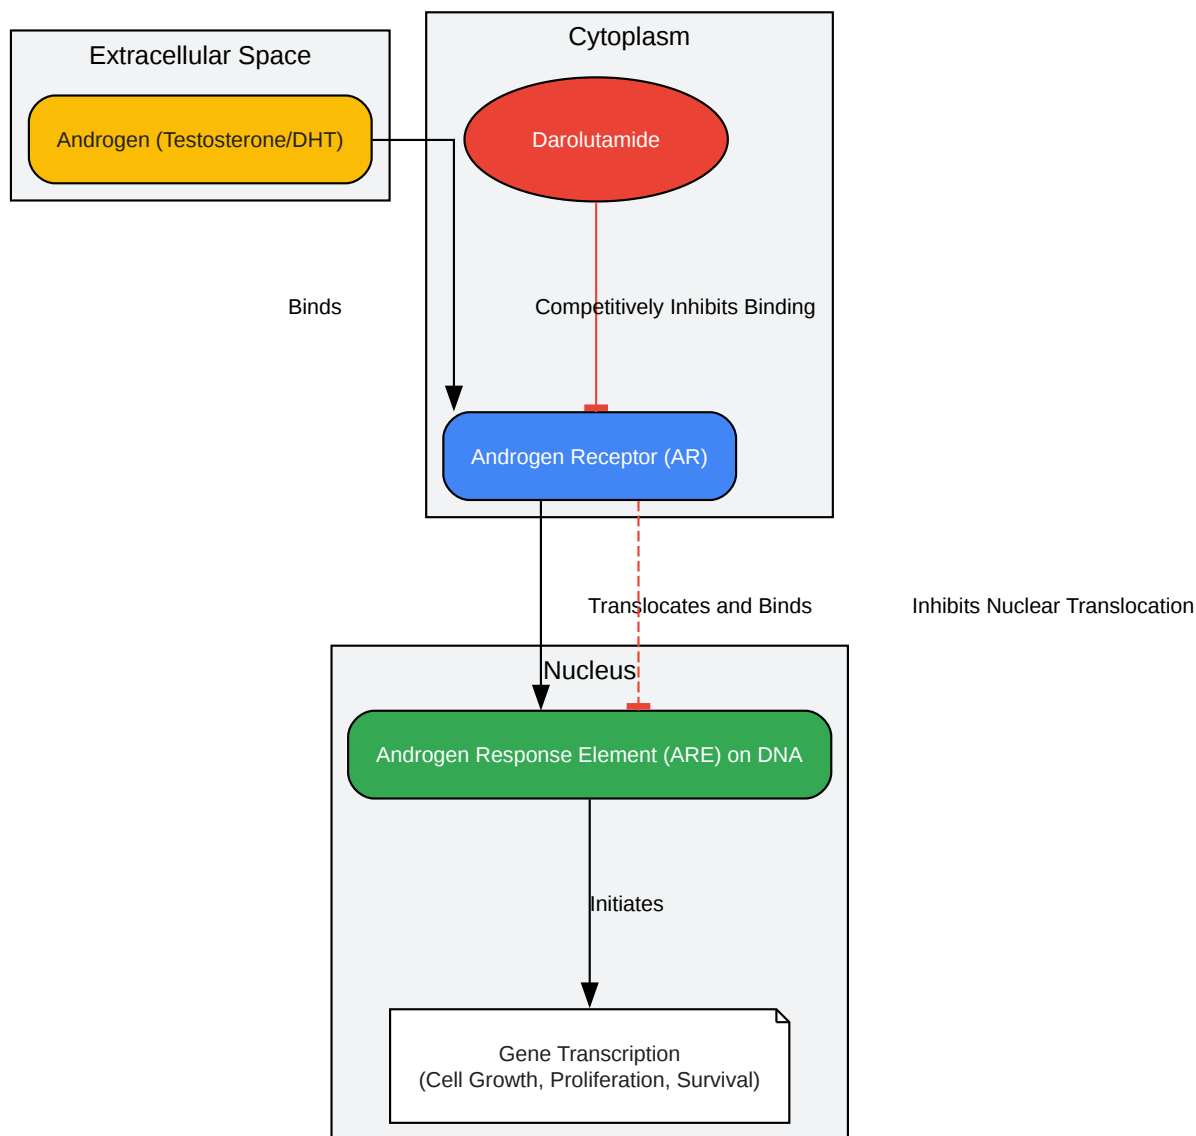 Extracellular Space
Cytoplasm
Androgen (Testosterone/DHT)
Darolutamide
Binds
Competitively Inhibits Binding
Androgen Receptor (AR)
Translocates and Binds
Inhibits Nuclear Translocation
Nucleus
Androgen Response Element (ARE) on DNA
Initiates
Gene Transcription
(Cell Growth, Proliferation, Survival)